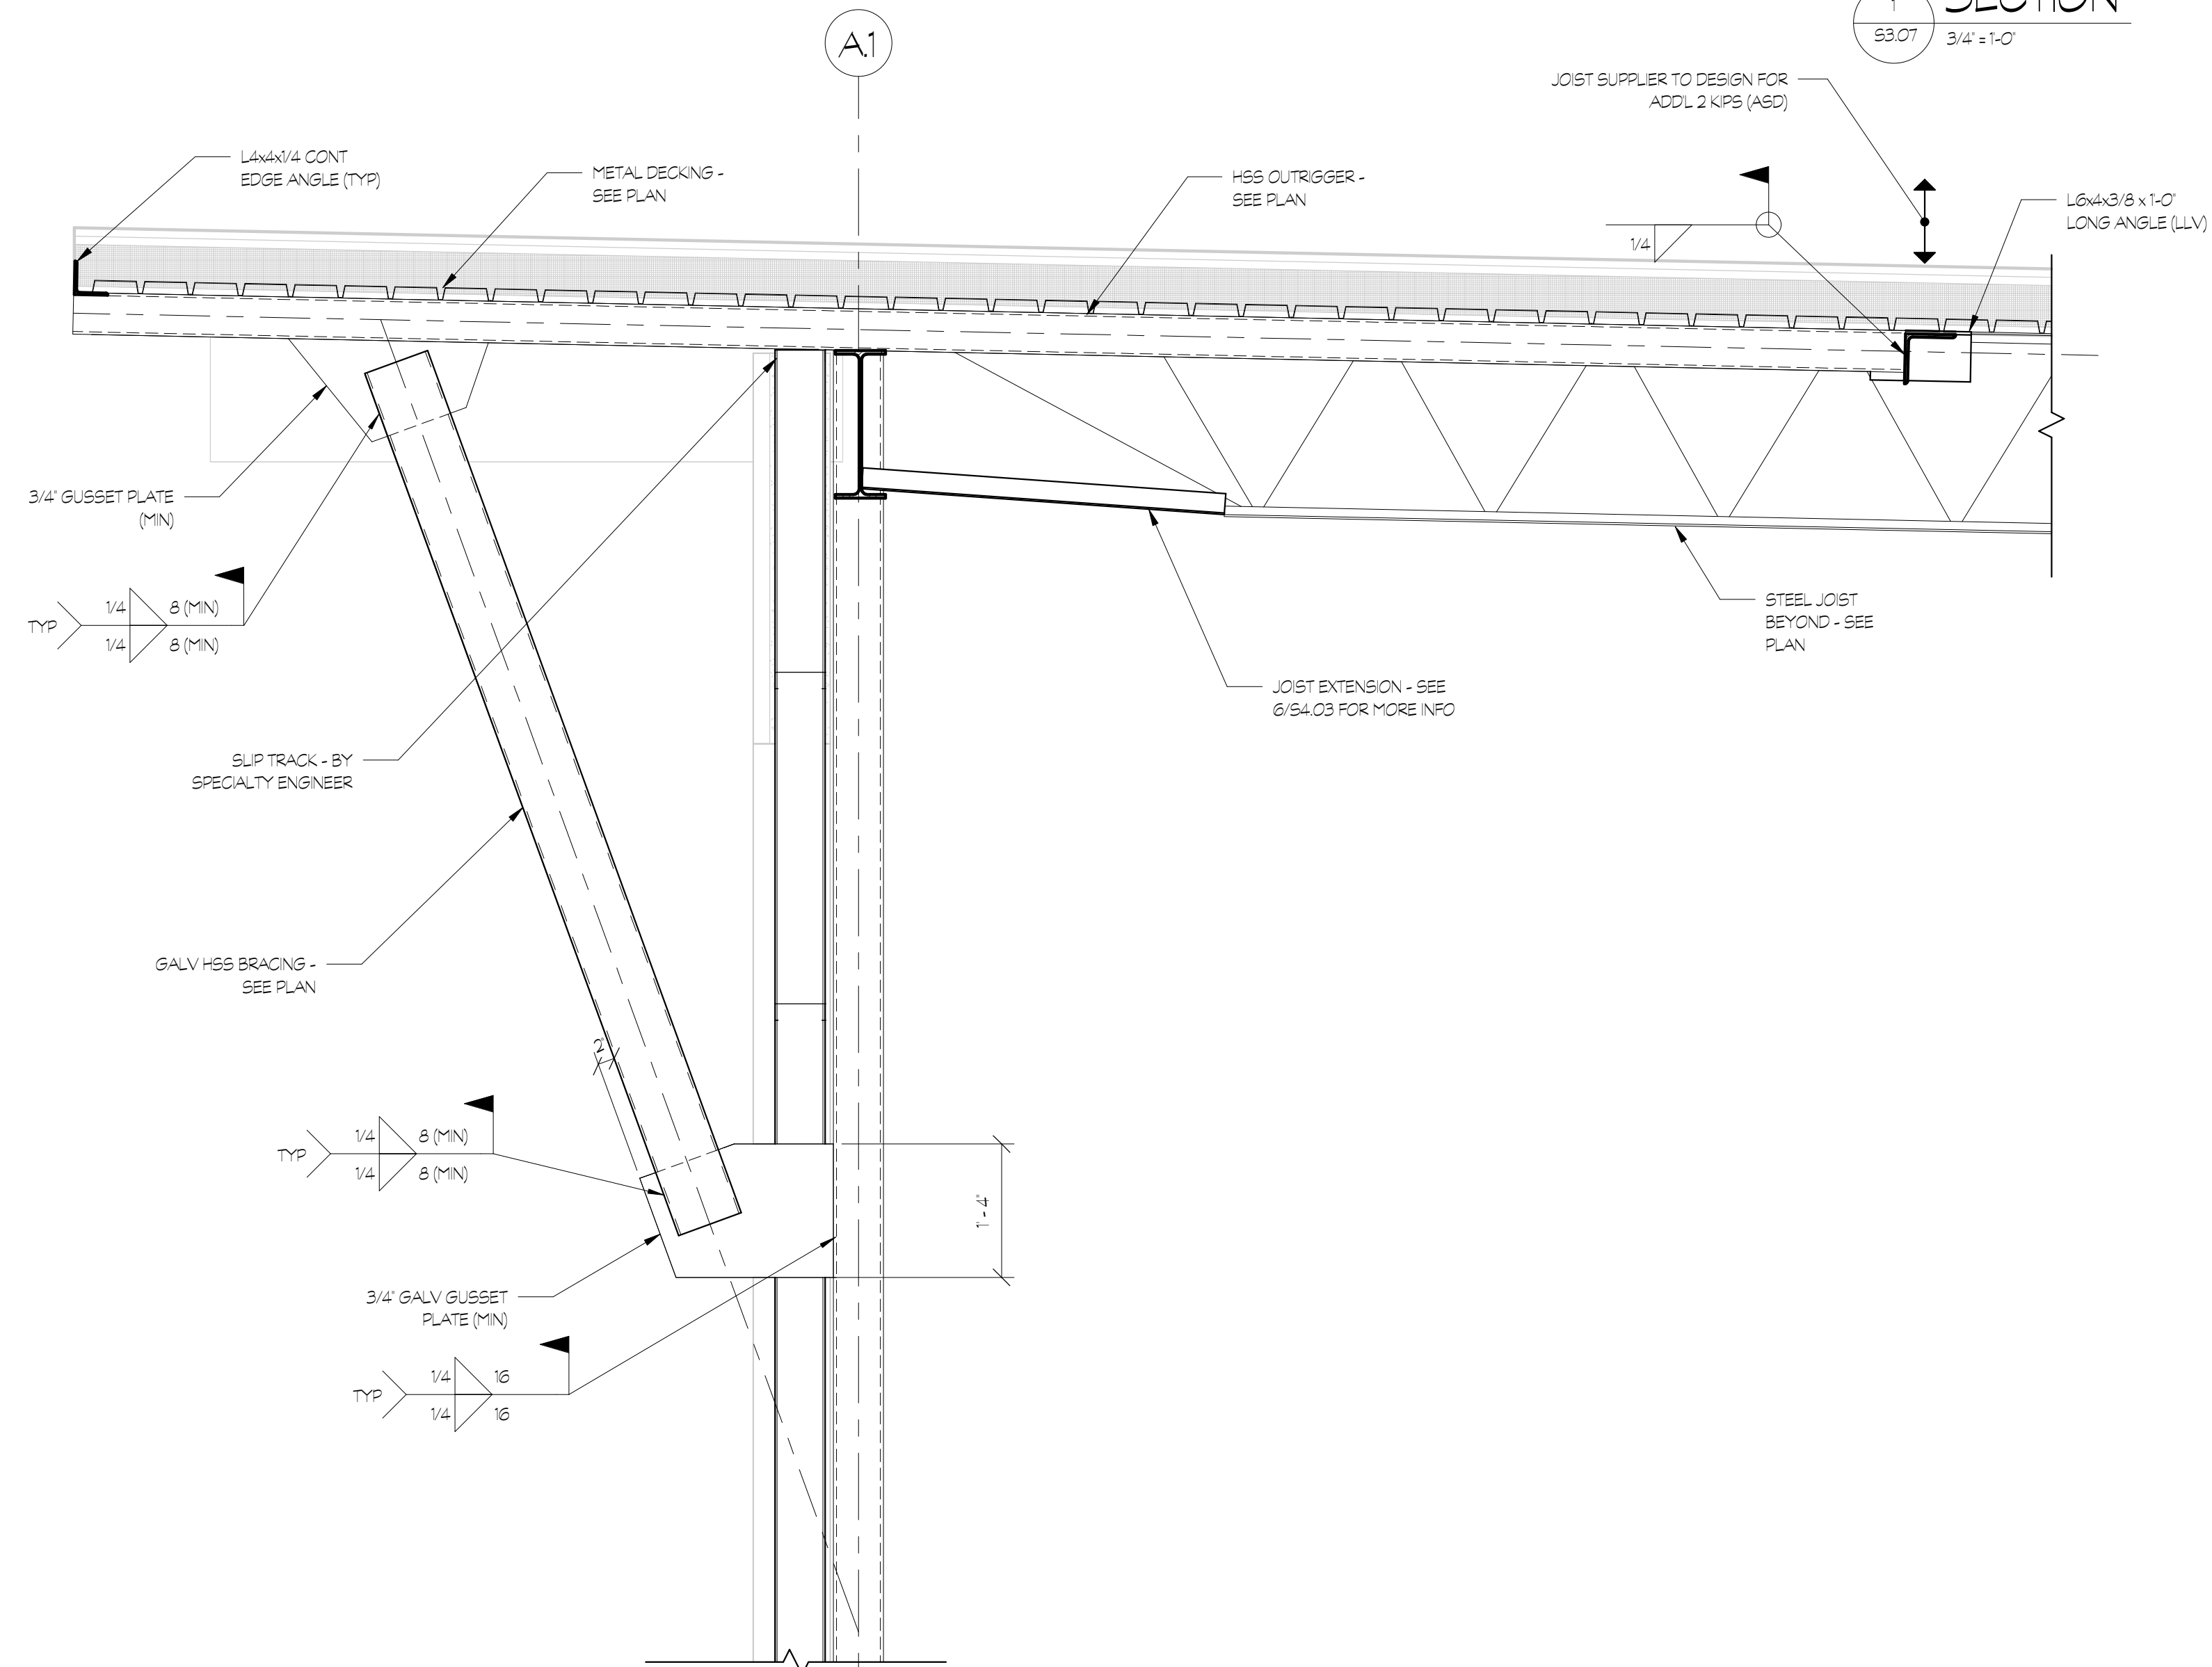 1
SECTION
S3.07
3/4" = 1'-0"
A.1
JOIST SUPPLIER TO DESIGN FOR
ADD'L 2 KIPS (ASD)
L4x4x1/4 CONT
EDGE ANGLE (TYP)
METAL DECKING -
SEE PLAN
HSS OUTRIGGER -
SEE PLAN
L6x4x3/8 x 1'-0"
LONG ANGLE (LLV)
1/4
3/4" GUSSET PLATE
(MIN)
TYP
1/4
8 (MIN)
1/4
8 (MIN)
STEEL JOIST
BEYOND - SEE
PLAN
JOIST EXTENSION - SEE
6/S4.03 FOR MORE INFO
SLIP TRACK - BY
SPECIALTY ENGINEER
GALV HSS BRACING -
SEE PLAN
2"
TYP
1/4
8 (MIN)
1/4
8 (MIN)
1' - 4"
3/4" GALV GUSSET
PLATE (MIN)
TYP
1/4
16
1/4
16